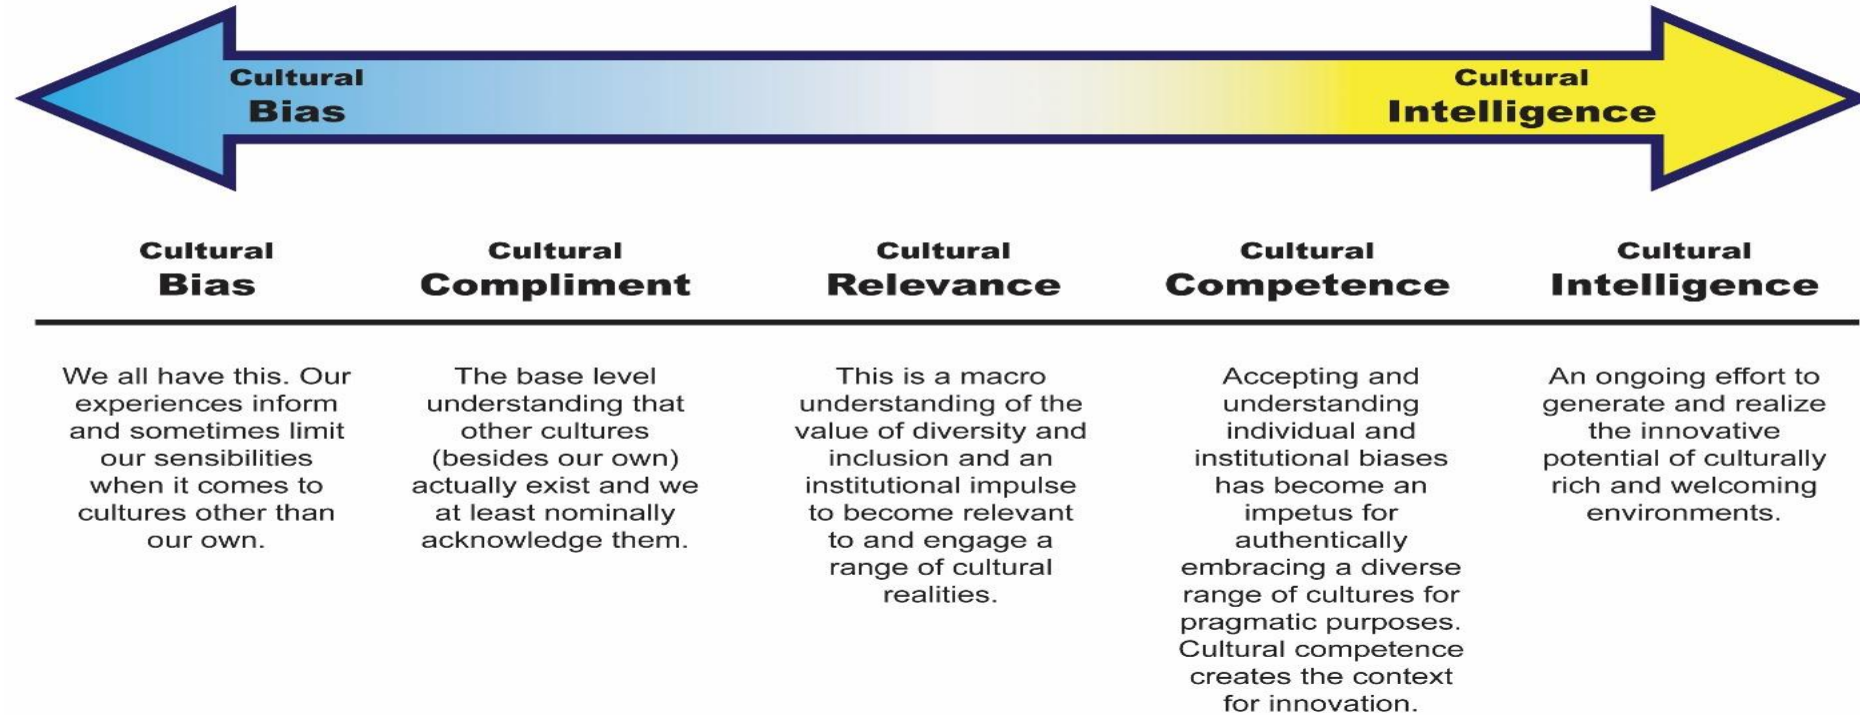 Cultural
Bias
Cultural
Intelligence
Cultural
Bias
Cultural
Compliment
Cultural
Relevance
Cultural
Competence
Cultural
Intelligence
We all have this. Our
experiences inform
and sometimes limit
our sensibilities
when it comes to
cultures other than
our own.
The base level
understanding that
other cultures
(besides our own)
actually exist and we
at least nominally
acknowledge them.
This is a macro
understanding of the
value of diversity and
inclusion and an
institutional impulse
to become relevant
to and engage a
range of cultural
realities.
Accepting and
understanding
individual and
institutional biases
has become an
impetus for
authentically
embracing a diverse
range of cultures for
pragmatic purposes.
Cultural competence
creates the context
for innovation.
An ongoing effort to
generate and realize
the innovative
potential of culturally
rich and welcoming
environments.